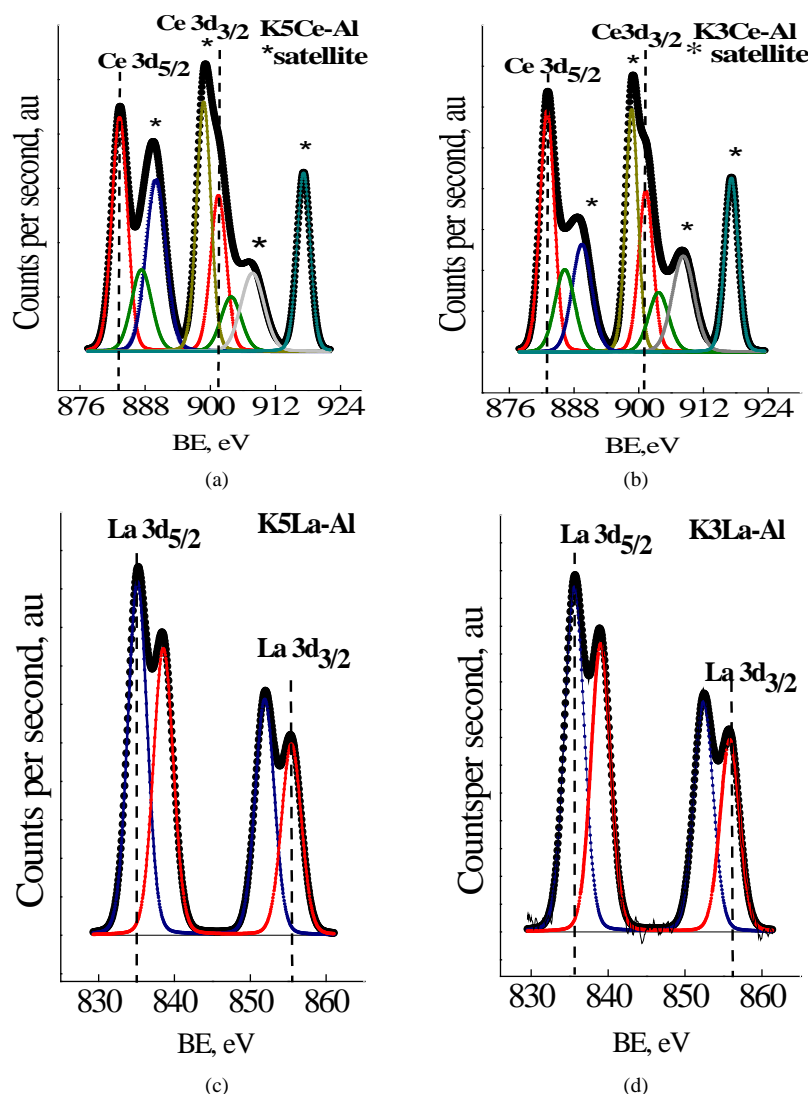 Ce 3d3/2 K5Ce-Al
* *satellite
Ce 3d5/2
* * *
Counts per second, au
876 888 900 912 924
BE, eV
(a)
Ce3d3/2 K3Ce-Al
* * satellite
Ce 3d5/2
* * *
Counts per second, au
876 888 900 912 924
BE,eV
(b)
La 3d5/2 K5La-Al
La 3d3/2
Counts per second, au
830 840 850 860
BE, eV
(c)
La 3d5/2 K3La-Al
La 3d3/2
Countsper second, au
830 840 850 860
BE, eV
(d)